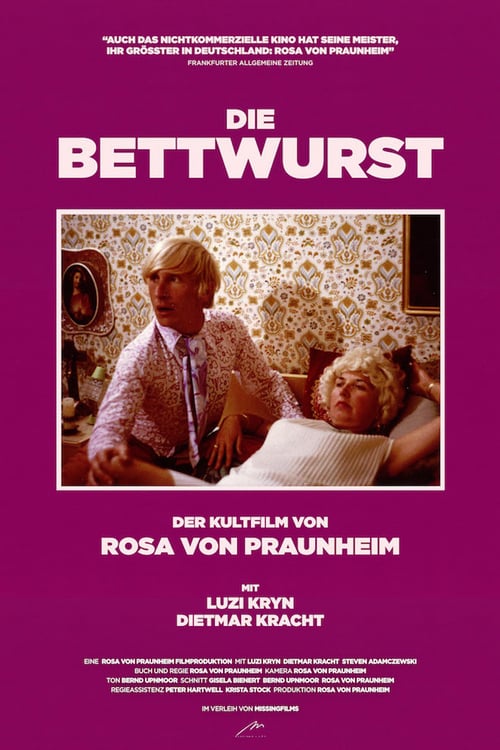 “AUCH DAS NICHTKOMMERZIELLE KINO HAT SEINE MEISTER,
IHR GRÖSSTER IN DEUTSCHLAND: ROSA VON PRAUNHEIM”
FRANKFURTER ALLGEMEINE ZEITUNG
DIE
BETTWURST
DER KULTFILM VON
ROSA VON PRAUNHEIM
MIT
LUZI KRYN
DIETMAR KRACHT
EINE ROSA VON PRAUNHEIM FILMPRODUKTION MIT LUZI KRYN DIETMAR KRACHT STEVEN ADAMCZEWSKI
BUCH UND REGIE ROSA VON PRAUNHEIM KAMERA ROSA VON PRAUNHEIM
TON BERND UPNMOOR SCHNITT GISELA BIENERT BERND UPNMOOR ROSA VON PRAUNHEIM
REGIEASSISTENZ PETER HARTWELL KRISTA STOCK PRODUKTION ROSA VON PRAUNHEIM
IM VERLEIH VON MISSINGFILMS